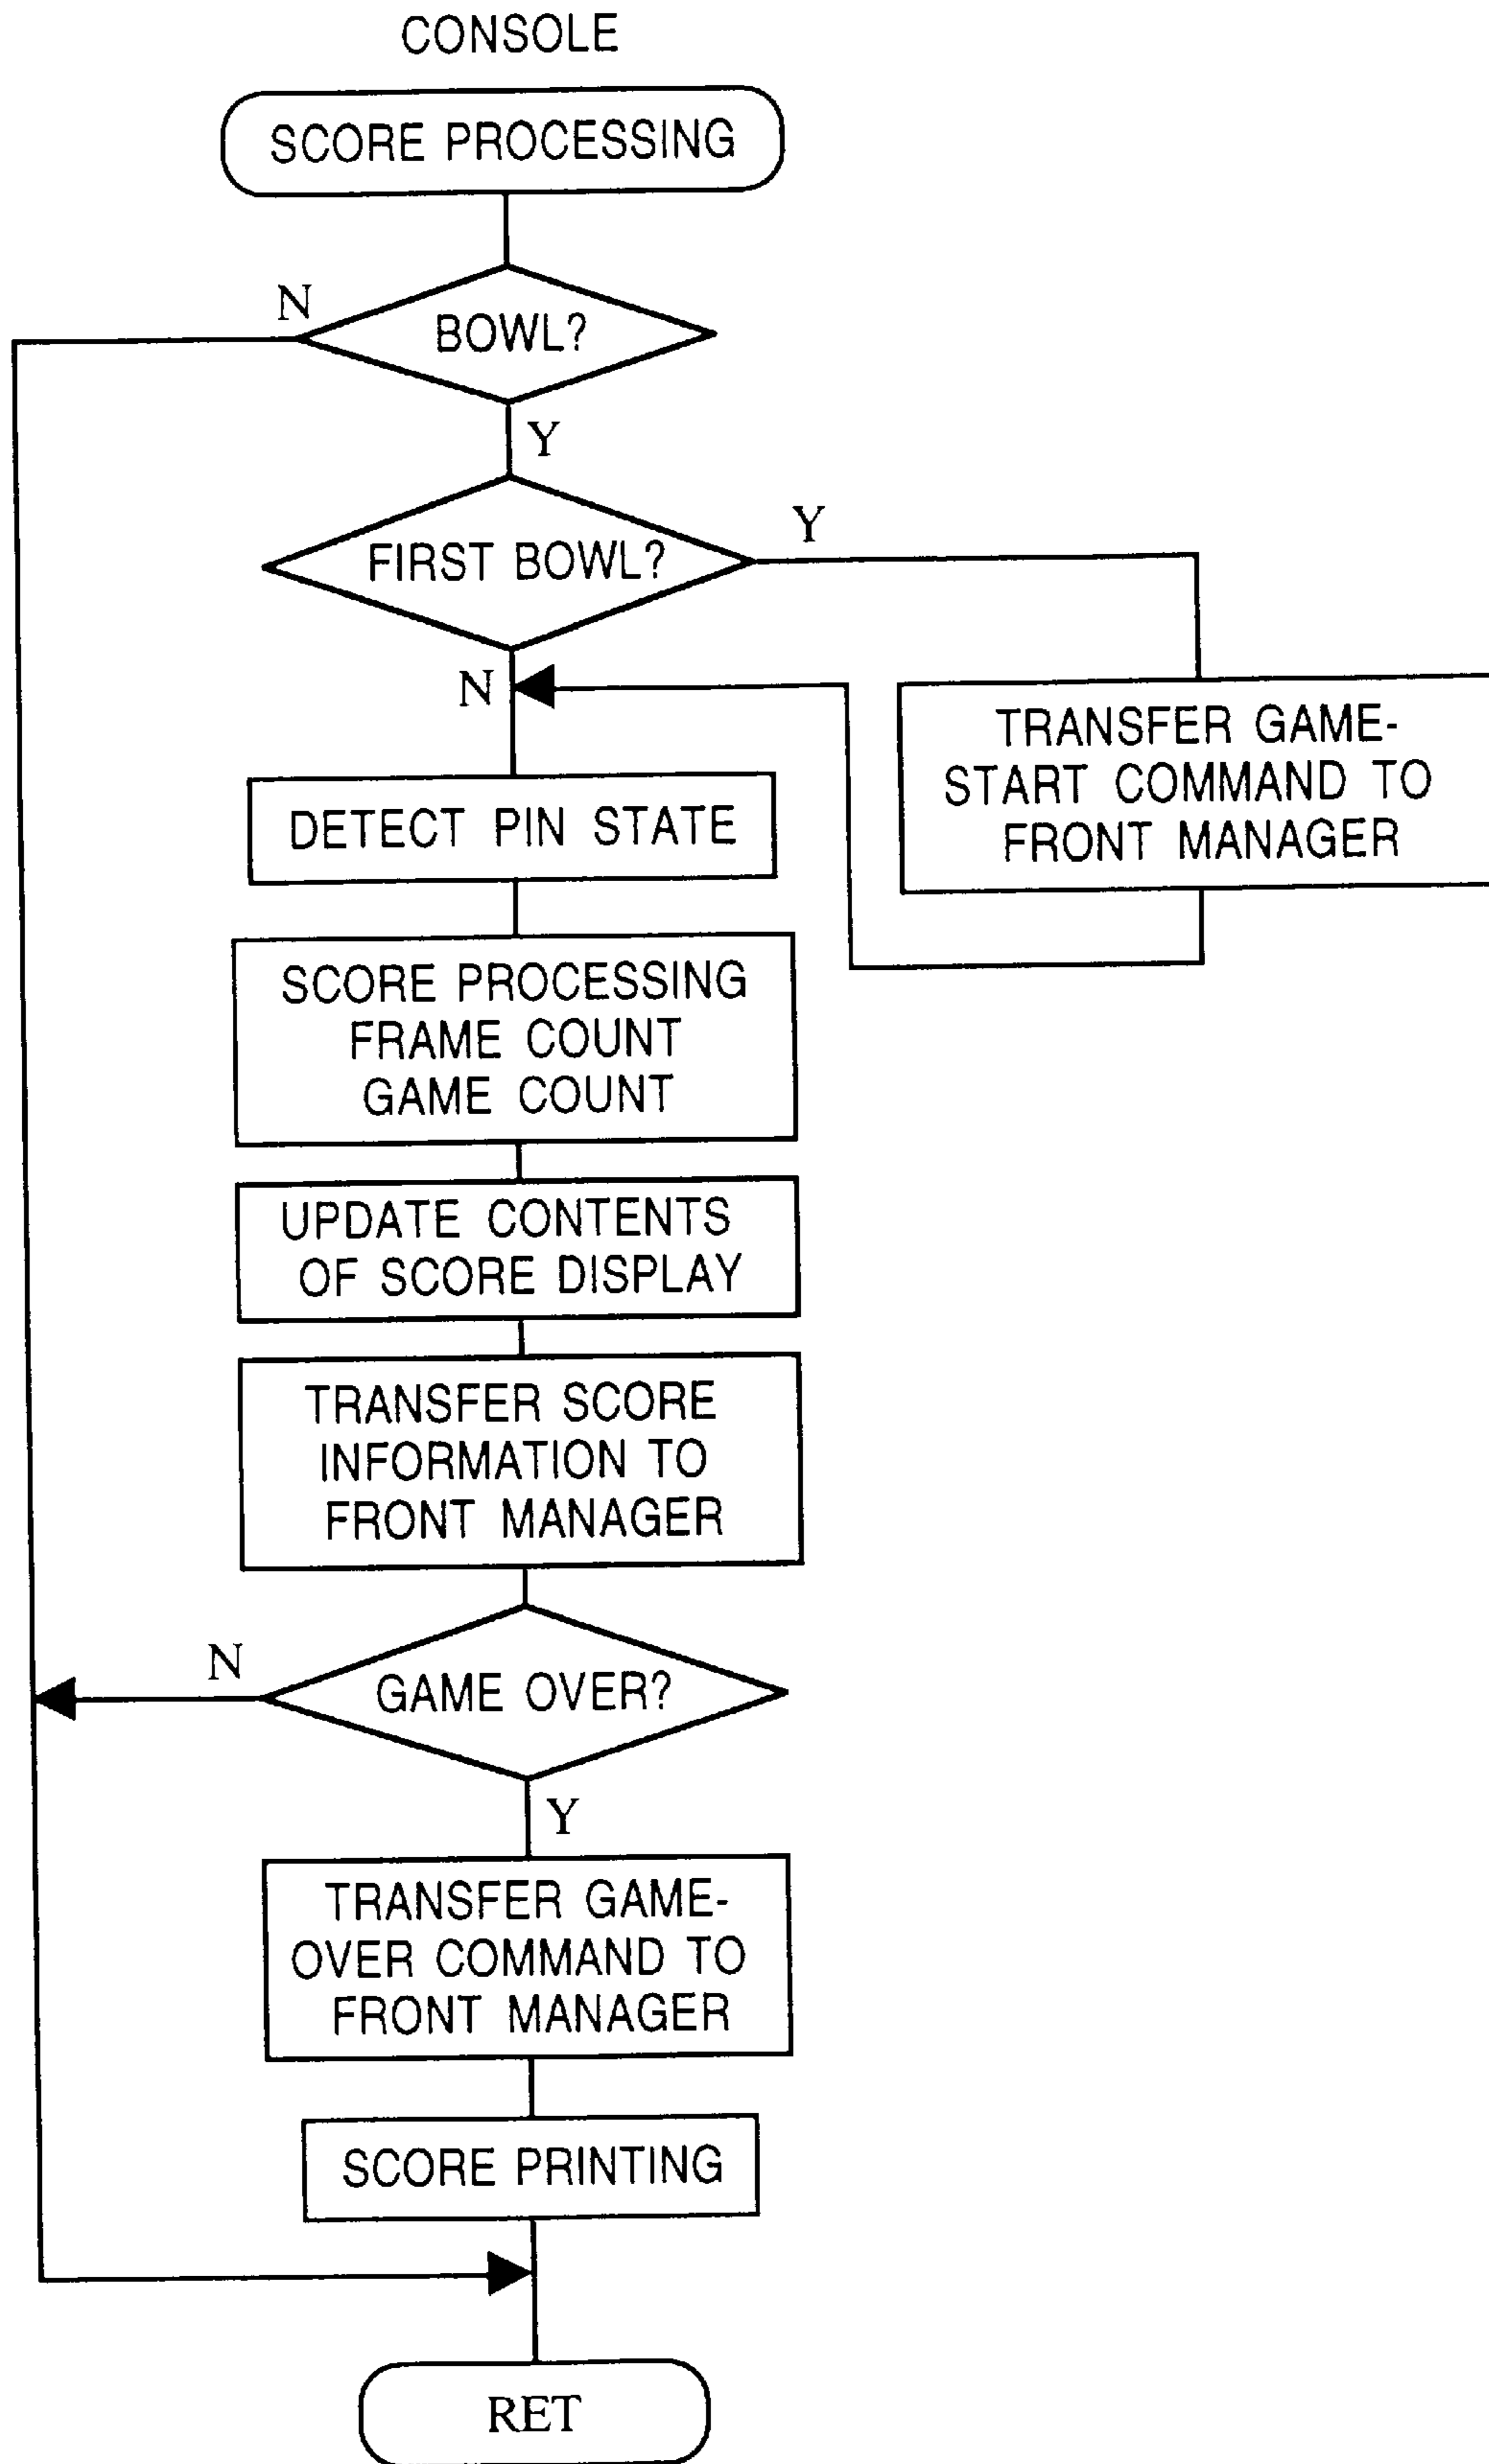 CONSOLE
SCORE PROCESSING
N
BOWL?
Y
FIRST BOWL?
Y
N
TRANSFER GAME-
START COMMAND TO
FRONT MANAGER
DETECT PIN STATE
SCORE PROCESSING
FRAME COUNT
GAME COUNT
UPDATE CONTENTS
OF SCORE DISPLAY
TRANSFER SCORE
INFORMATION TO
FRONT MANAGER
N
GAME OVER?
Y
TRANSFER GAME-
OVER COMMAND TO
FRONT MANAGER
SCORE PRINTING
RET